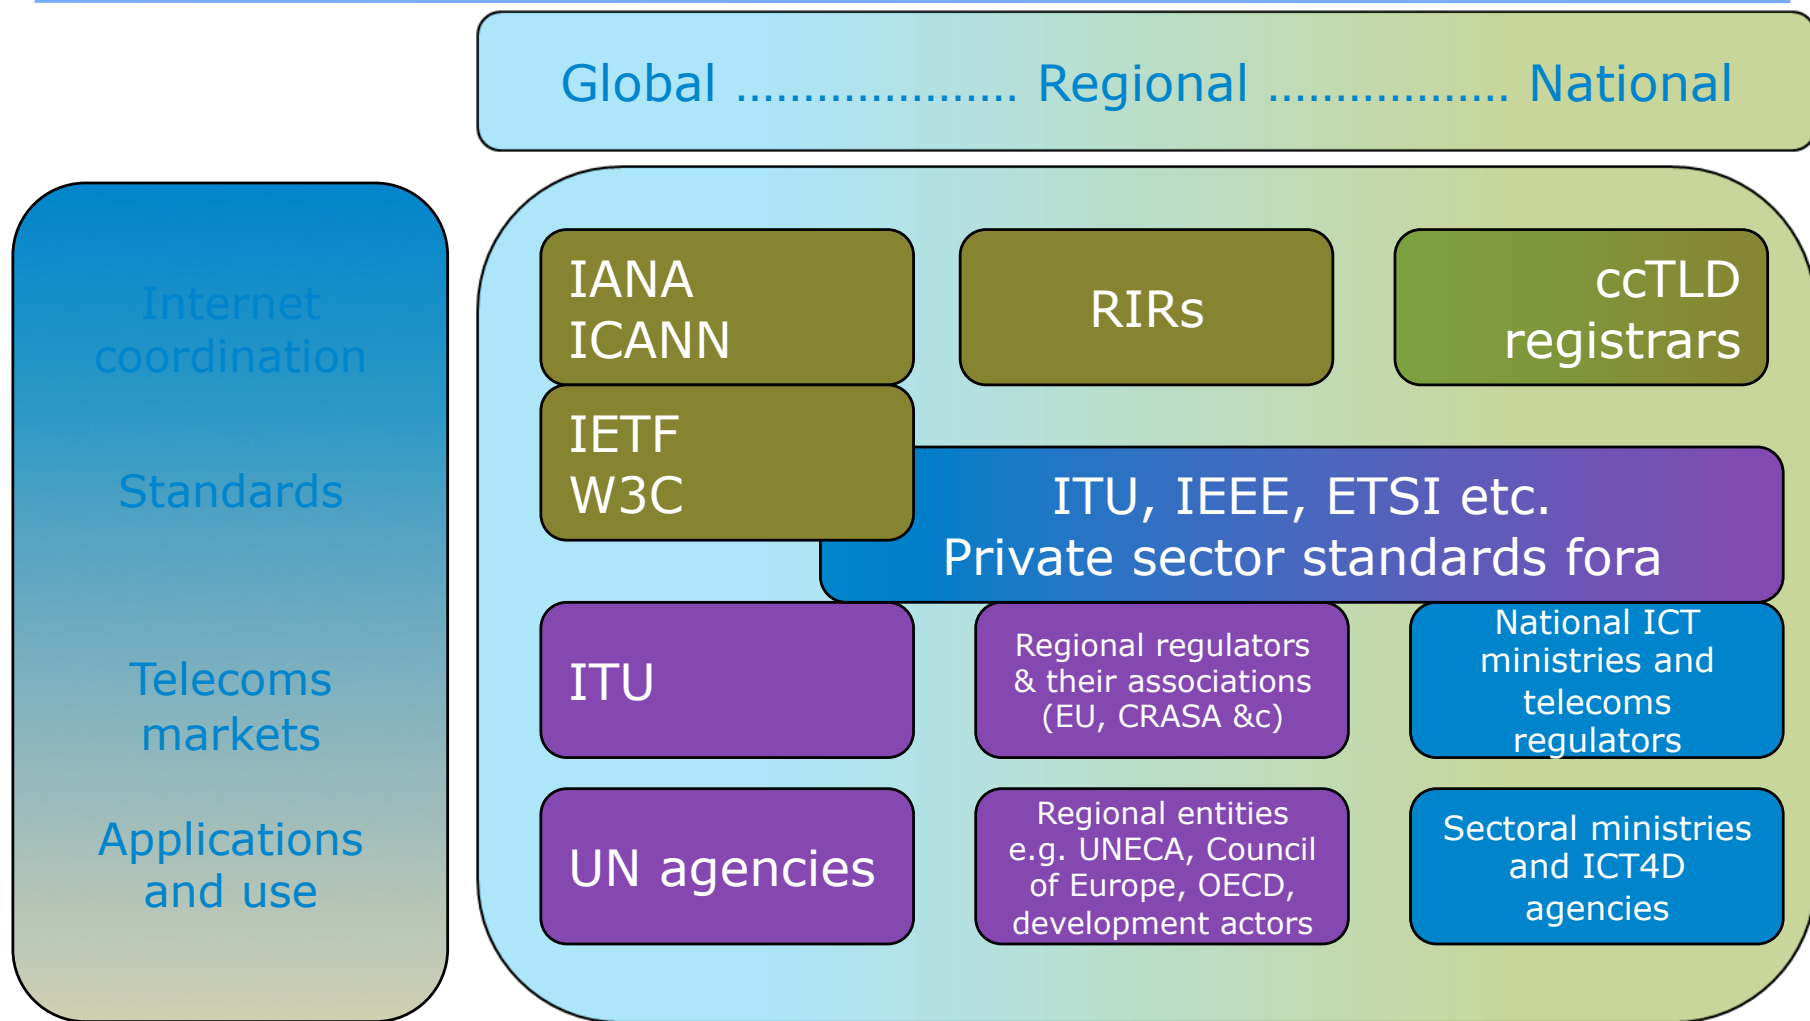 Global ..................... Regional .................. National
Internet
coordination
IANA
ICANN
RIRs
ccTLD
registrars
Standards
IETF
W3C
ITU, IEEE, ETSI etc.
Private sector standards fora
Telecoms
markets
ITU
Regional regulators
& their associations
(EU, CRASA &c)
National ICT
ministries and
telecoms
regulators
Applications
and use
UN agencies
Regional entities
e.g. UNECA, Council
of Europe, OECD,
development actors
Sectoral ministries
and ICT4D
agencies